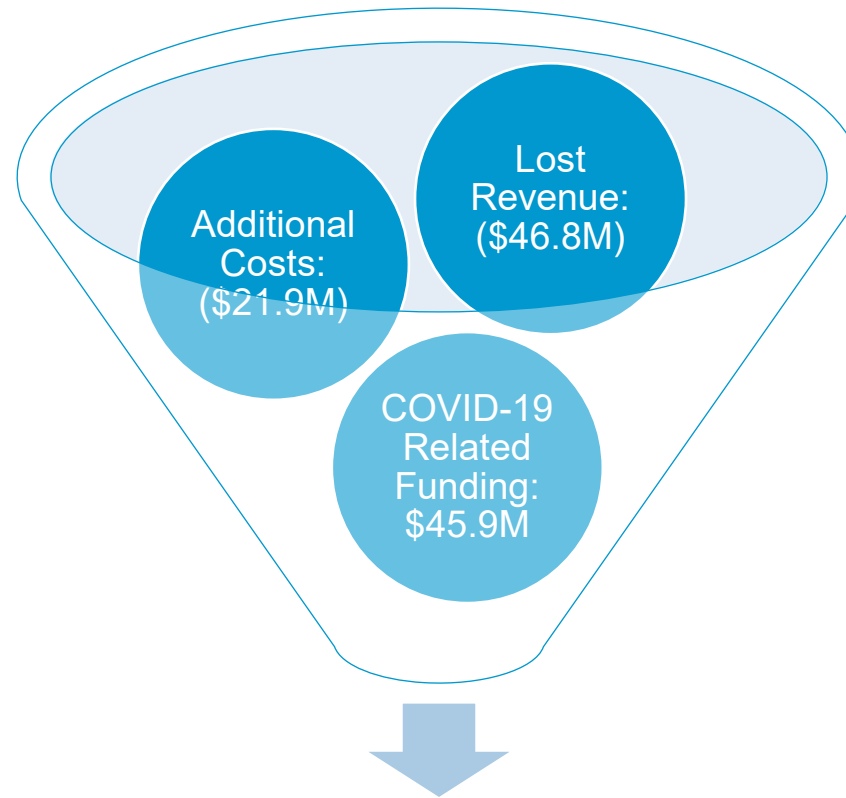 Additional
Costs:
($21.9M)
Lost
Revenue:
($46.8M)
COVID-19
Related
Funding:
$45.9M